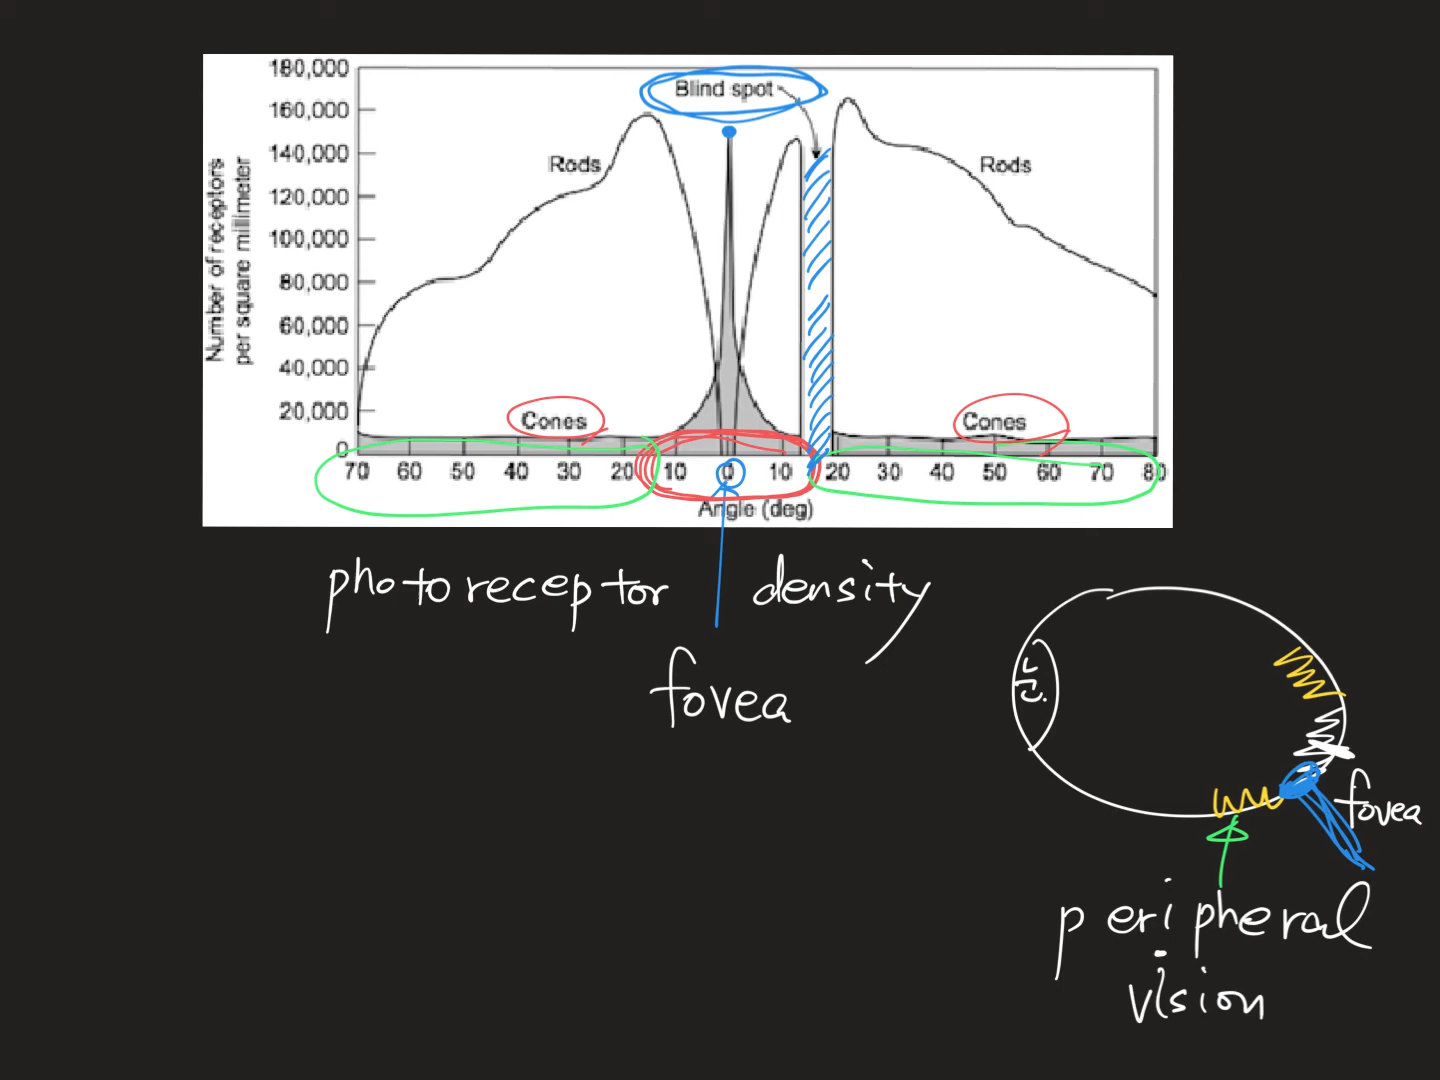 180,000
160,000
140,000
120,000
100,000
80,000
60,000
40,000
20,000
0
Number of receptors
per square millimeter
Blind spot
Rods
Rods
Cones
Cones
70 60 50 40 30 20 10 0 10 20 30 40 50 60 70 80
Angle (deg)
photoreceptor density
fovea
fovea
peripheral
vision